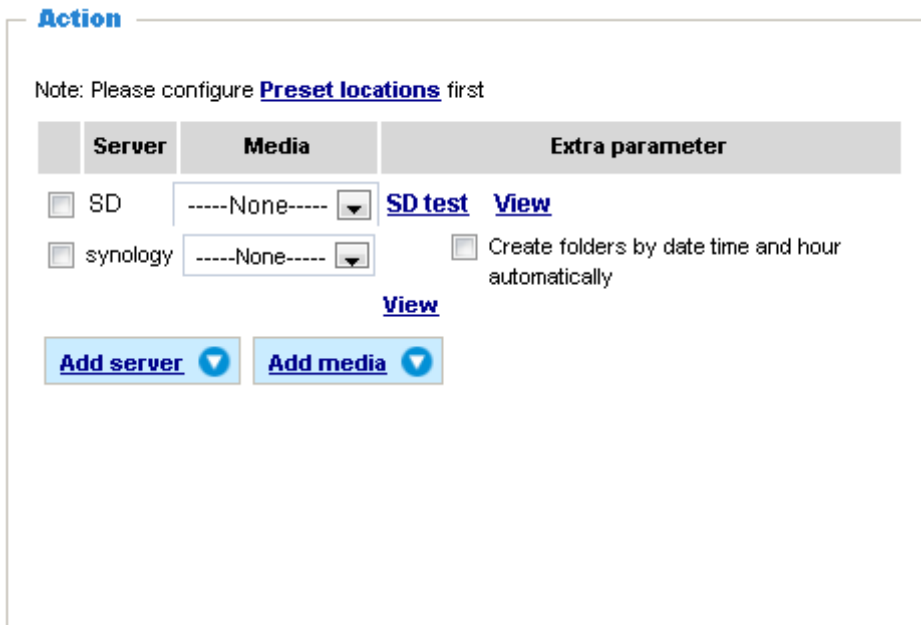 Action
Note: Please configure Preset locations first
Server Media Extra parameter
SD -----None----- SD test View
synology -----None----- Create folders by date time and hour
automatically
View
Add server Add media